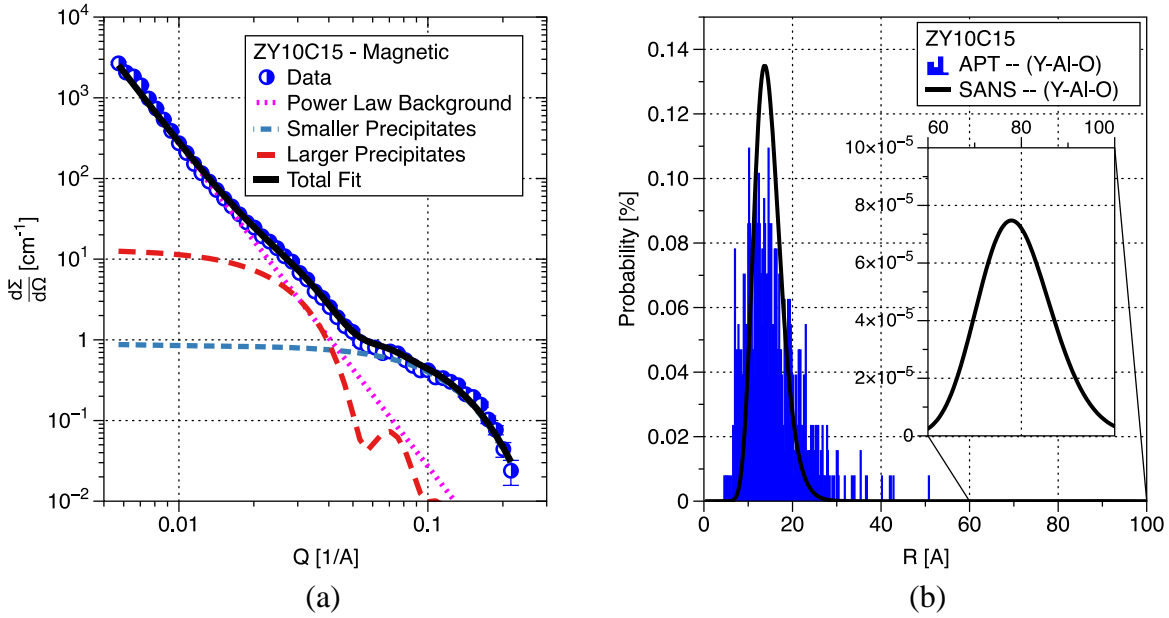 10^4
10^3
10^2
10^1
1
10^-1
10^-2
dΣ
dΩ [cm^-1]
ZY10C15 - Magnetic
Data
Power Law Background
Smaller Precipitates
Larger Precipitates
Total Fit
0.01
0.1
Q [1/A]
(a)
0.14
0.12
0.10
0.08
0.06
0.04
0.02
0
Probability [%]
ZY10C15
APT -- (Y-Al-O)
SANS -- (Y-Al-O)
60 80 100
10×10^-5
8×10^-5
6×10^-5
4×10^-5
2×10^-5
0
0 20 40 60 80 100
R [A]
(b)